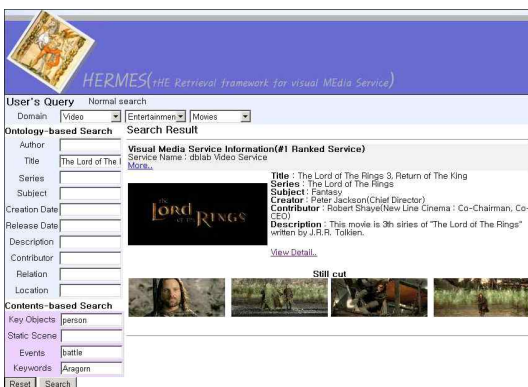 HERMES(tHE Retrieval framework for visual MEdia Service)
User's Query Normal search
Domain Video Entertainmen Movies
Ontology-based Search
Author
Title The Lord of The
Series
Subject
Creation Date
Release Date
Description
Contributor
Relation
Location
Contents-based Search
Key Objects person
Static Scene
Events battle
Keywords Aragorn
Reset Search
Search Result
Visual Media Service Information(#1 Ranked Service)
Service Name : dblab Video Service
More..
the Lord OF THE RINGS
Title : The Lord of The Rings 3, Return of The King
Series : The Lord of The Rings
Subject : Fantasy
Creator : Peter Jackson(Chief Director)
Contributor : Robert Shaye(New Line Cinema : Co-Chairman, Co-
CEO)
Description : This movie is 3th siries of "The Lord of The Rings"
written by J.R.R. Tolkien.
View Detail..
Still cut